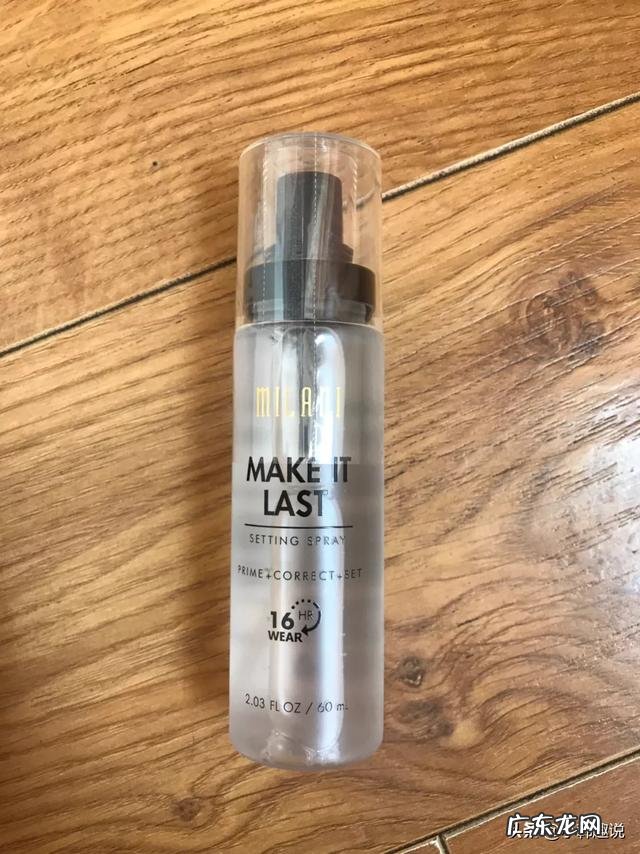 MILANI
MAKE IT
LAST
SETTING SPRAY
PRIME+CORRECT+SET
16 HR
WEAR
2.03 FL OZ / 60 mL
广东龙网